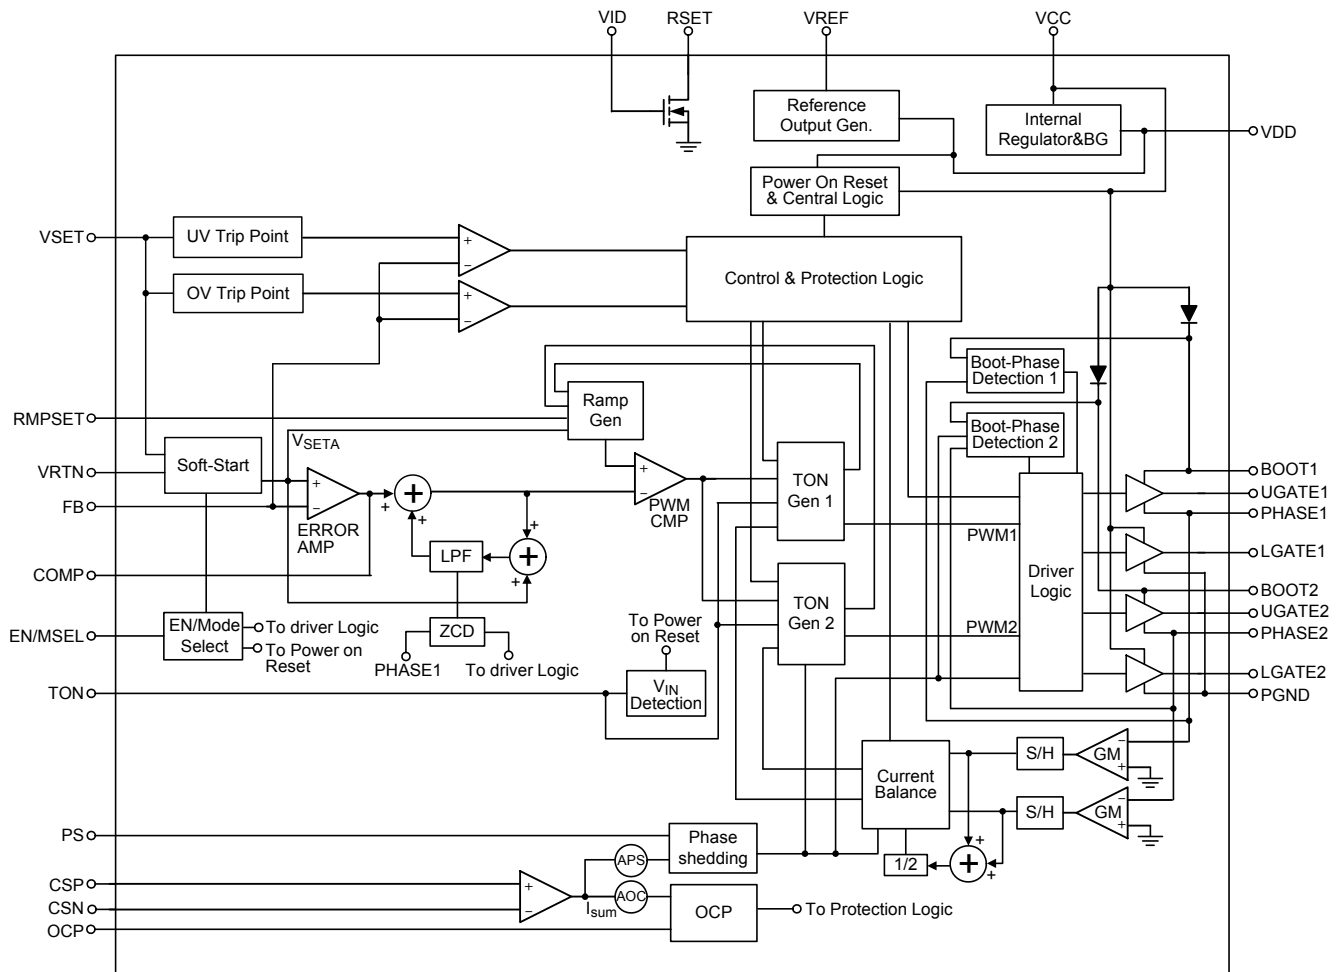 VID
RSET
VREF
VCC
Reference
Output Gen.
Internal
Regulator&BG
VDD
Power On Reset
& Central Logic
VSET
UV Trip Point
+
−
OV Trip Point
+
−
Control & Protection Logic
Boot-Phase
Detection 1
Boot-Phase
Detection 2
RMPSET
Ramp
Gen
VSETA
VRTN
Soft-Start
FB
+
−
ERROR
AMP
+
+
+
−
PWM
CMP
TON
Gen 1
PWM1
BOOT1
UGATE1
PHASE1
LGATE1
COMP
LPF
+
+
Driver
Logic
BOOT2
UGATE2
PHASE2
LGATE2
PGND
TON
Gen 2
PWM2
EN/MSEL
EN/Mode
Select
To driver Logic
To Power on
Reset
ZCD
PHASE1
To driver Logic
To Power
on Reset
TON
VIN
Detection
Current
Balance
S/H
GM
−
+
S/H
GM
−
+
PS
Phase
shedding
1/2
+
+
APS
CSP
CSN
+
−
Isum
AOC
OCP
OCP
To Protection Logic